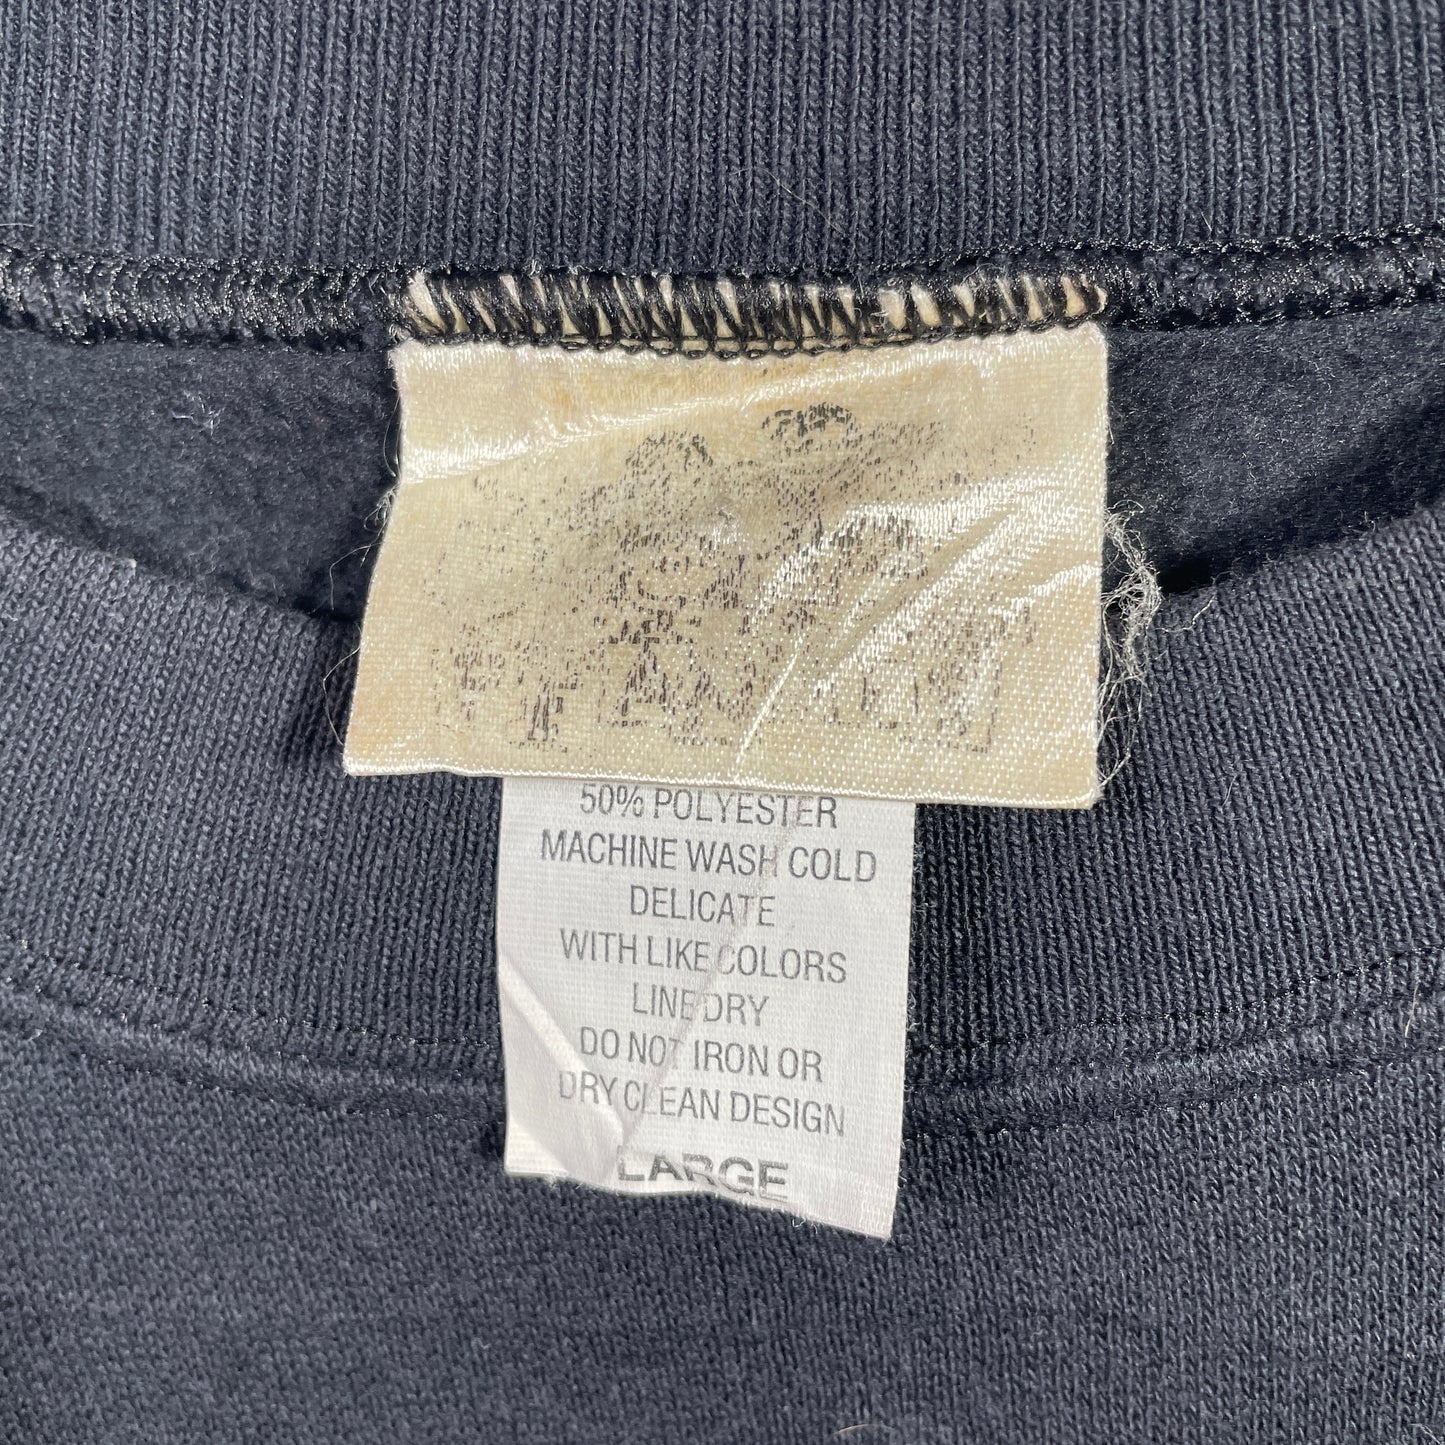 50% POLYESTER
MACHINE WASH COLD
DELICATE
WITH LIKE COLORS
LINE DRY
DO NOT IRON OR
DRY CLEAN DESIGN
LARGE